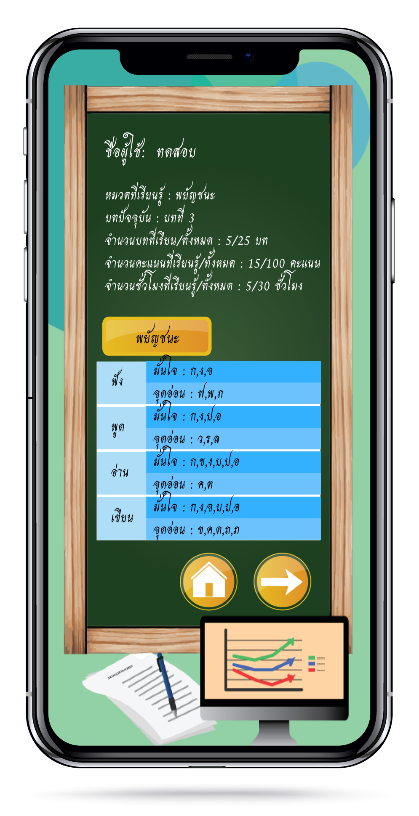 ชื่อผู้ใช้: ทดสอบ
หมวดที่เรียนรู้ : พยัญชนะ
บทปัจจุบัน : บทที่ 3
จำนวนบทที่เรียน/ทั้งหมด : 5/25 บท
จำนวนคะแนนที่เรียนรู้/ทั้งหมด : 15/100 คะแนน
จำนวนชั่วโมงที่เรียนรู้/ทั้งหมด : 5/30 ชั่วโมง
พยัญชนะ
ฟัง
มั่นใจ : ก,ง,จ
จุดอ่อน :
พูด
มั่นใจ : ก,ง,ป,อ
จุดอ่อน : ว,ร,ล
อ่าน
มั่นใจ : ก,ช,ง,บ,ป,อ
จุดอ่อน : ค,ต
เขียน
มั่นใจ : ก,ง,จ,บ,ป,อ
จุดอ่อน : ข,ค,ต,ถ,ภ